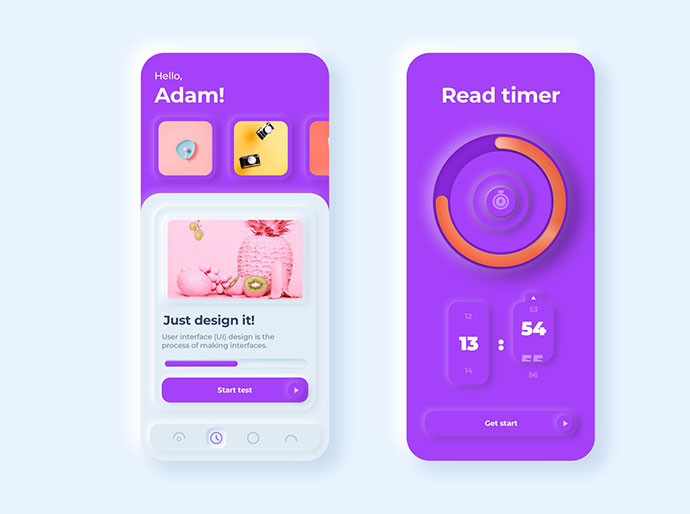 Hello,
Adam!
Just design it!
User interface (UI) design is the
process of making interfaces.
Start test
Read timer
12
13
14
:
53
54
55
56
Get start